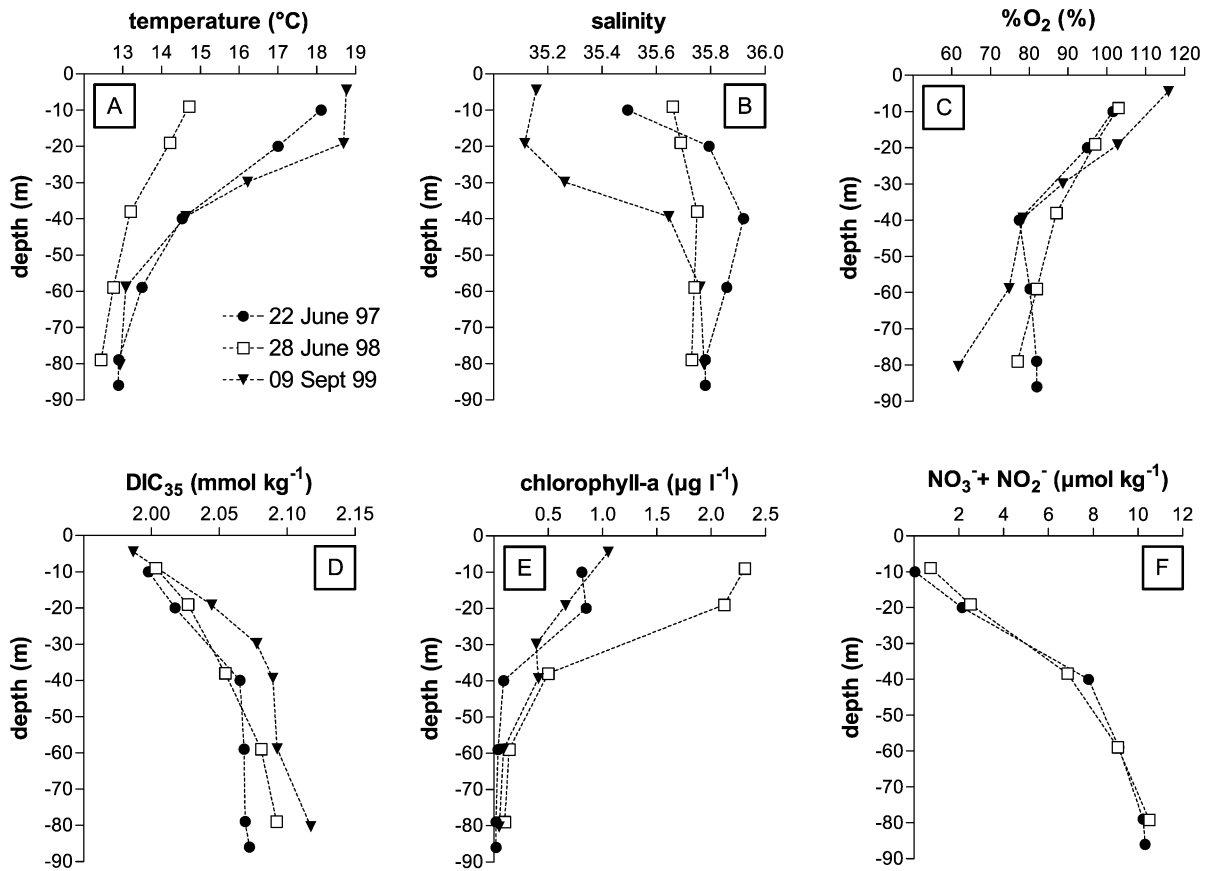 temperature (°C)
13 14 15 16 17 18 19
0
-10
-20
-30
-40
-50
-60
-70
-80
-90
depth (m)
A
22 June 97
28 June 98
09 Sept 99
salinity
35.2 35.4 35.6 35.8 36.0
0
-10
-20
-30
-40
-50
-60
-70
-80
-90
depth (m)
B
%O₂ (%)
60 70 80 90 100 110 120
0
-10
-20
-30
-40
-50
-60
-70
-80
-90
depth (m)
C
DIC₃₅ (mmol kg⁻¹)
2.00 2.05 2.10 2.15
0
-10
-20
-30
-40
-50
-60
-70
-80
-90
depth (m)
D
chlorophyll-a (µg l⁻¹)
0.5 1.0 1.5 2.0 2.5
0
-10
-20
-30
-40
-50
-60
-70
-80
-90
depth (m)
E
NO₃⁻+ NO₂⁻ (µmol kg⁻¹)
2 4 6 8 10 12
0
-10
-20
-30
-40
-50
-60
-70
-80
-90
depth (m)
F